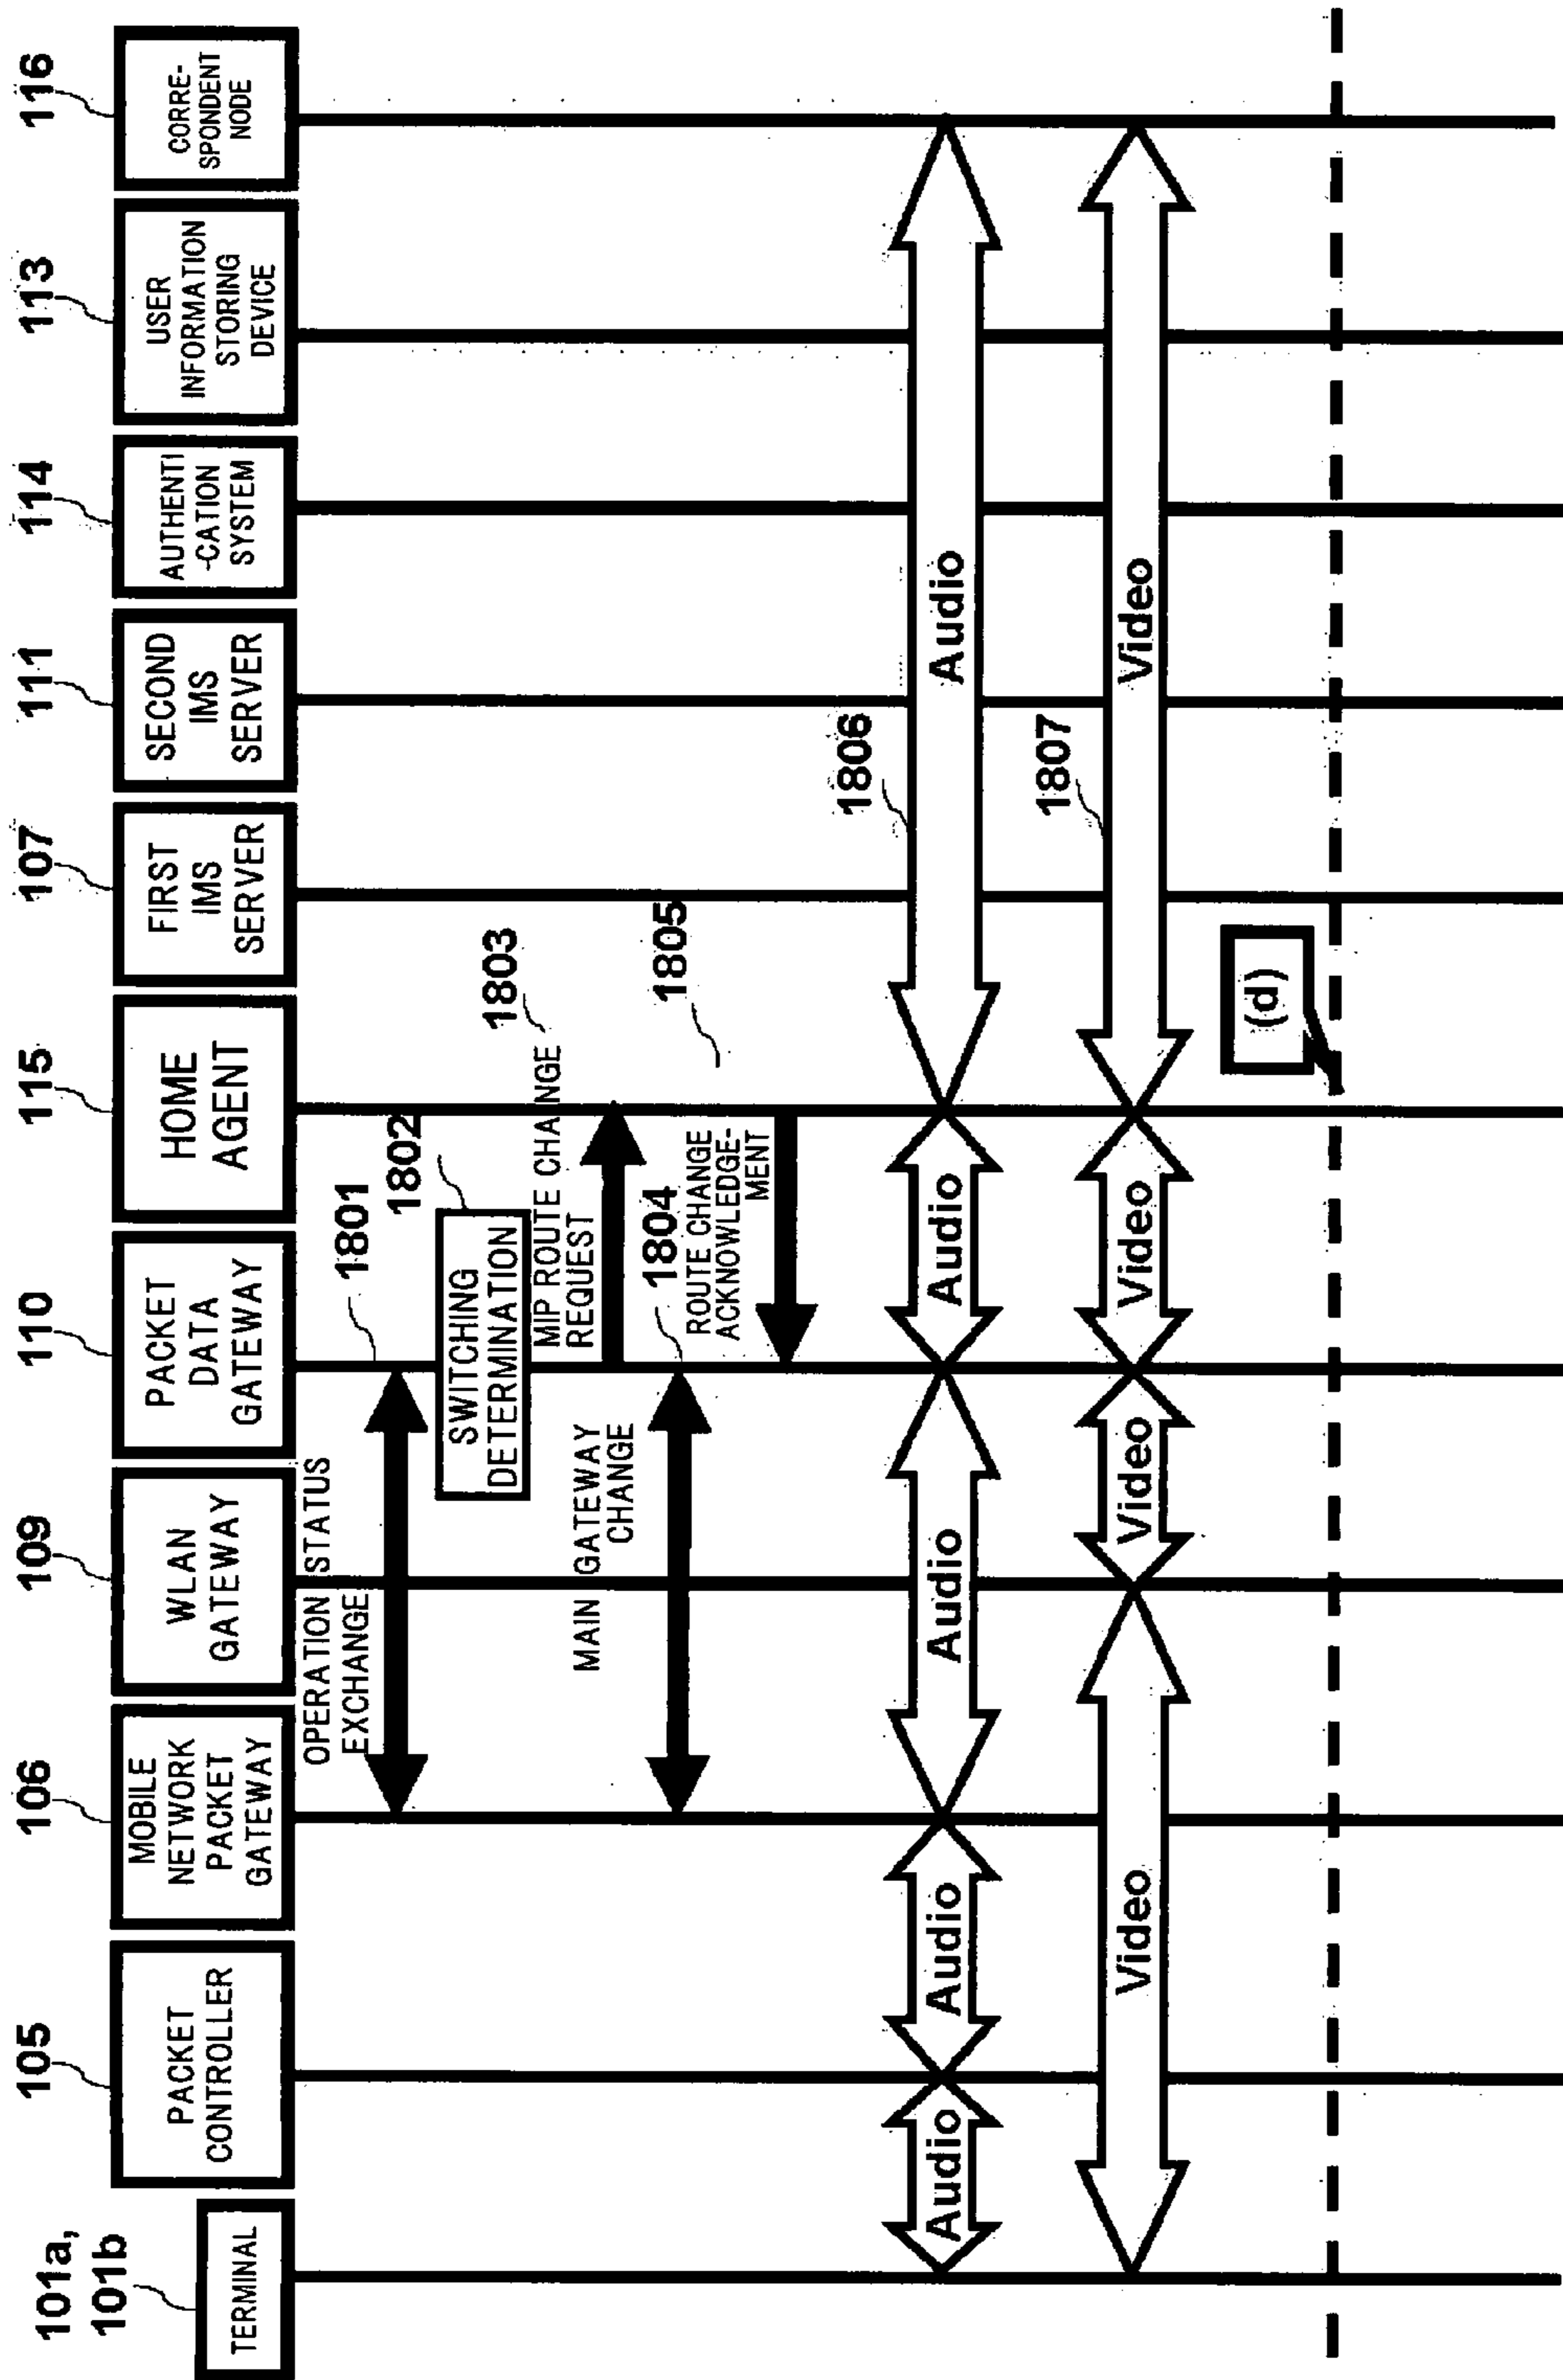 101a,
101b
105
106
109
110
115
107
111
114
113
116
TERMINAL
PACKET
CONTROLLER
MOBILE
NETWORK
PACKET
GATEWAY
WLAN
GATEWAY
PACKET
DATA
GATEWAY
HOME
AGENT
FIRST
IMS
SERVER
SECOND
IMS
SERVER
AUTHENTI
-CATION
SYSTEM
USER
INFORMATION
STORING
DEVICE
CORRE-
SPONDENT
NODE
OPERATION STATUS
EXCHANGE
1801
1802
SWITCHING
DETERMINATION
1803
MIP ROUTE CHANGE
REQUEST
MAIN GATEWAY
CHANGE
1804
1805
ROUTE CHANGE
ACKNOWLEDGE-
MENT
1806
Audio
Audio
Audio
Audio
Audio
1807
Video
Video
Video
Video
(d)